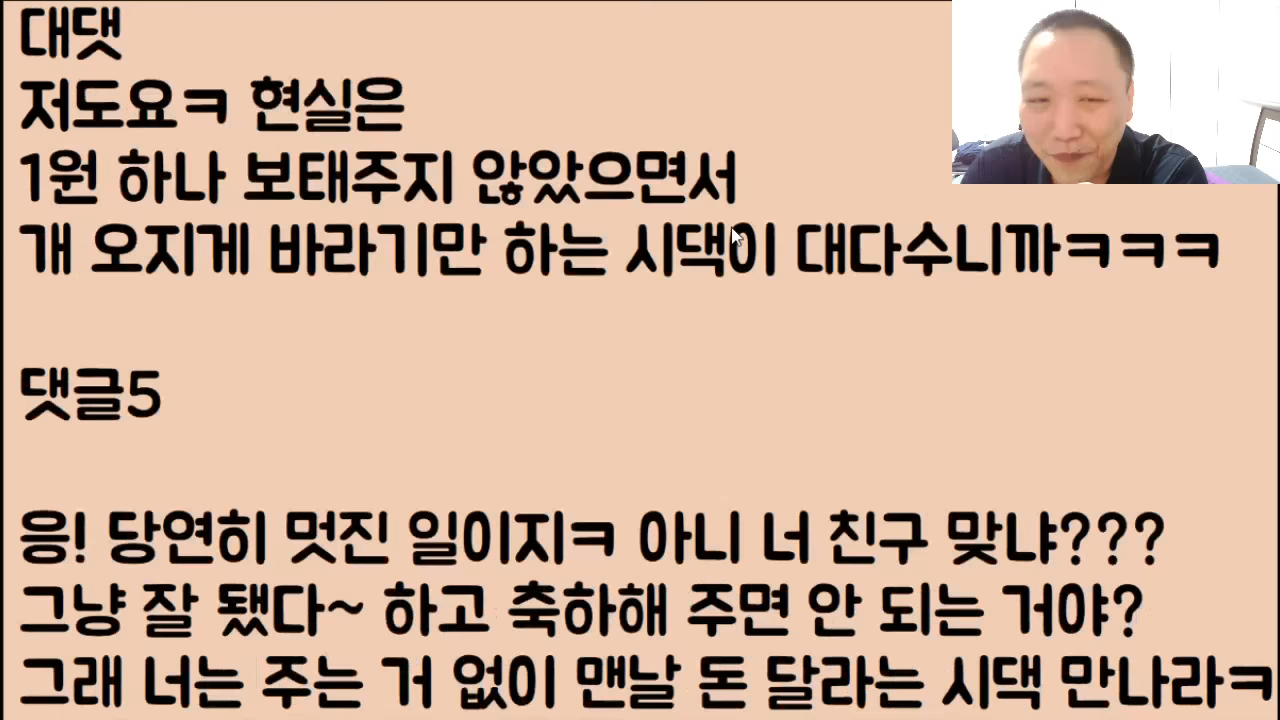 대댓
저도요ㅋ 현실은
1원 하나 보태주지 않았으면서
개 오지게 바라기만 하는 시댁이 대다수니까ㅋㅋㅋ
댓글5
응! 당연히 멋진 일이지ㅋ 아니 너 친구 맞냐???
그냥 잘 됐다~ 하고 축하해 주면 안 되는 거야?
그래 너는 주는 거 없이 맨날 돈 달라는 시댁 만나라ㅋ